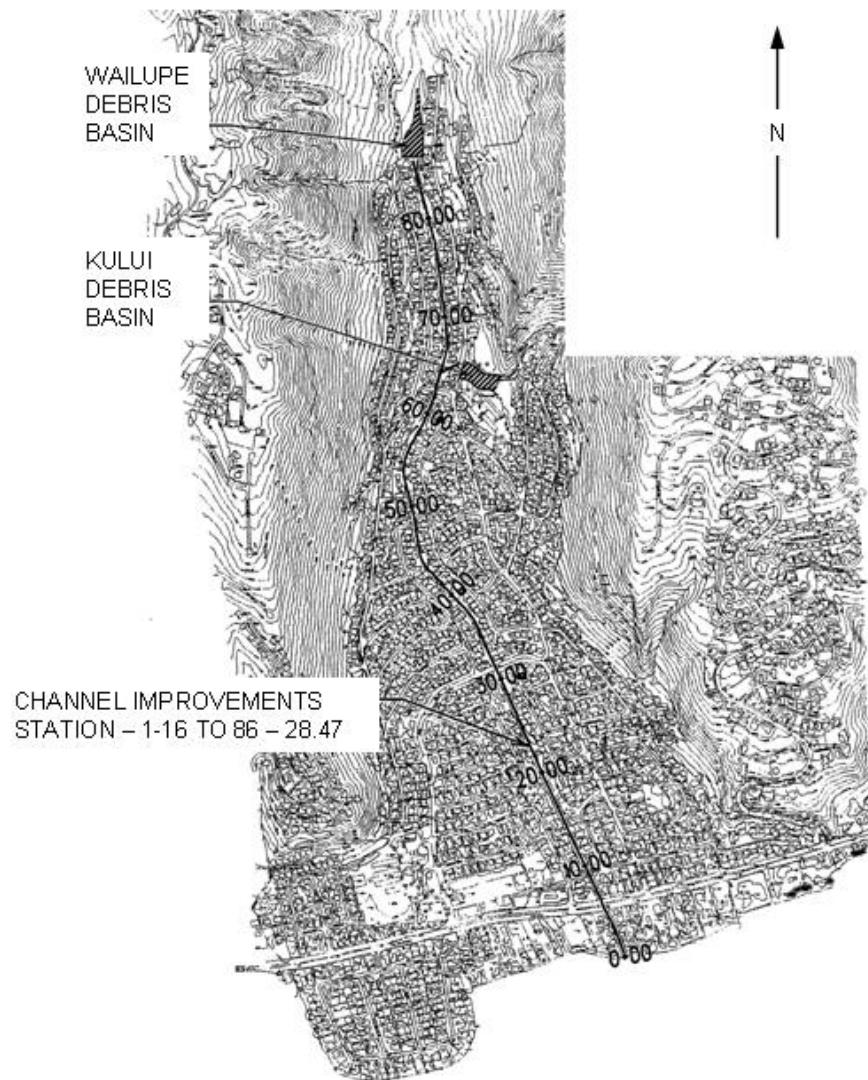 WAILUPE
DEBRIS
BASIN
N
80-00
KULUI
DEBRIS
BASIN
70-00
60-00
50-00
40-00
CHANNEL IMPROVEMENTS
STATION – 1-16 TO 86 – 28.47
30-00
20-00
10-00
0-00